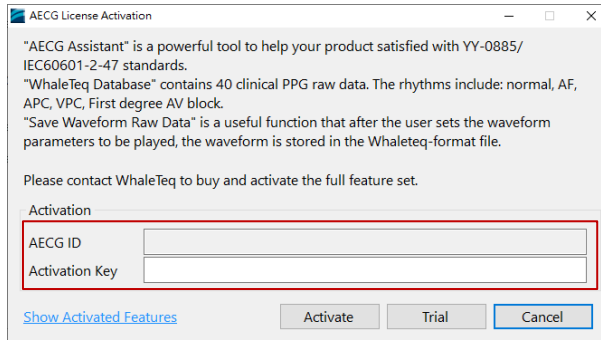 AECG License Activation
"AECG Assistant" is a powerful tool to help your product satisfied with YY-0885/
IEC60601-2-47 standards.
"WhaleTeq Database" contains 40 clinical PPG raw data. The rhythms include: normal, AF,
APC, VPC, First degree AV block.
"Save Waveform Raw Data" is a useful function that after the user sets the waveform
parameters to be played, the waveform is stored in the Whaleteq-format file.
Please contact WhaleTeq to buy and activate the full feature set.
Activation
AECG ID
Activation Key
Show Activated Features Activate Trial Cancel